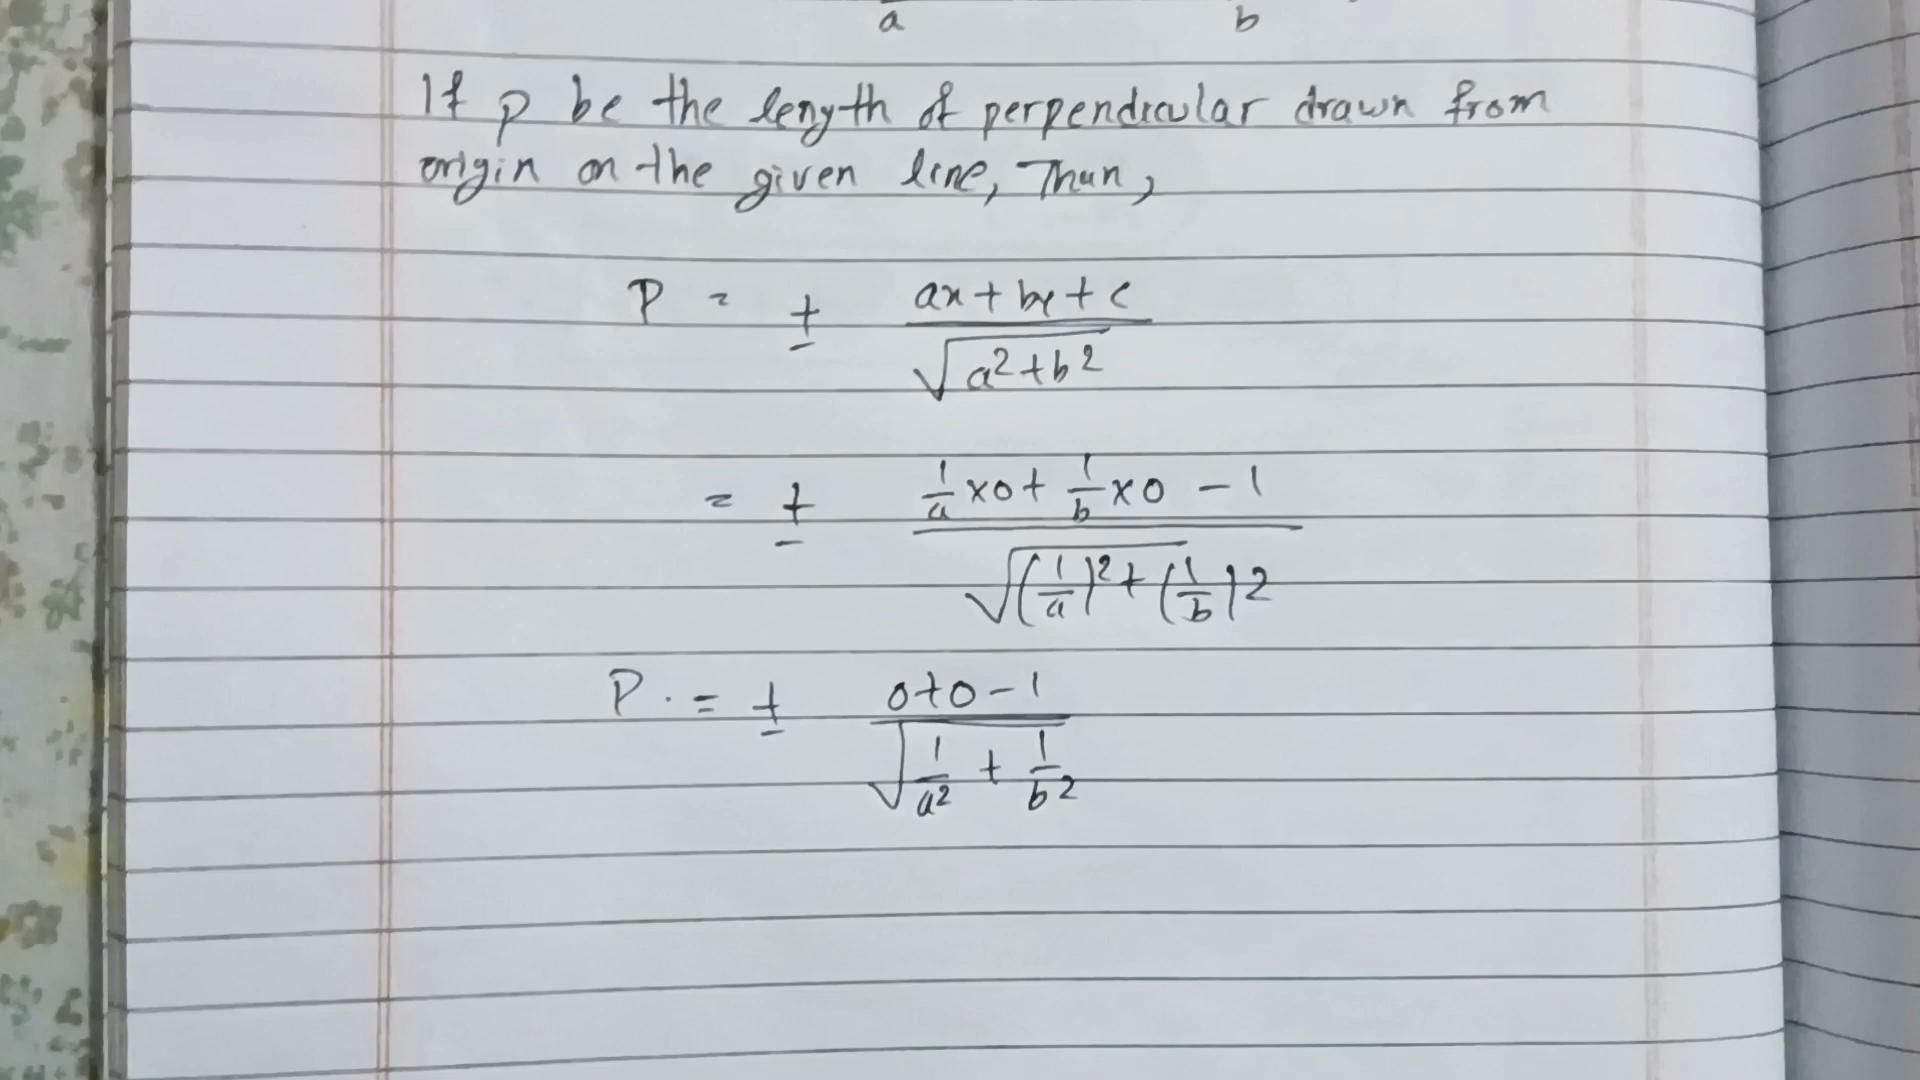 a b
If p be the length of perpendicular drawn from
origin on the given line, Then,
P = ± (ax + by + c) / √(a² + b²)
= ± (1/a × 0 + 1/b × 0 - 1) / √((1/a)² + (1/b)²)
P. = ± (0 + 0 - 1) / √(1/a² + 1/b²)